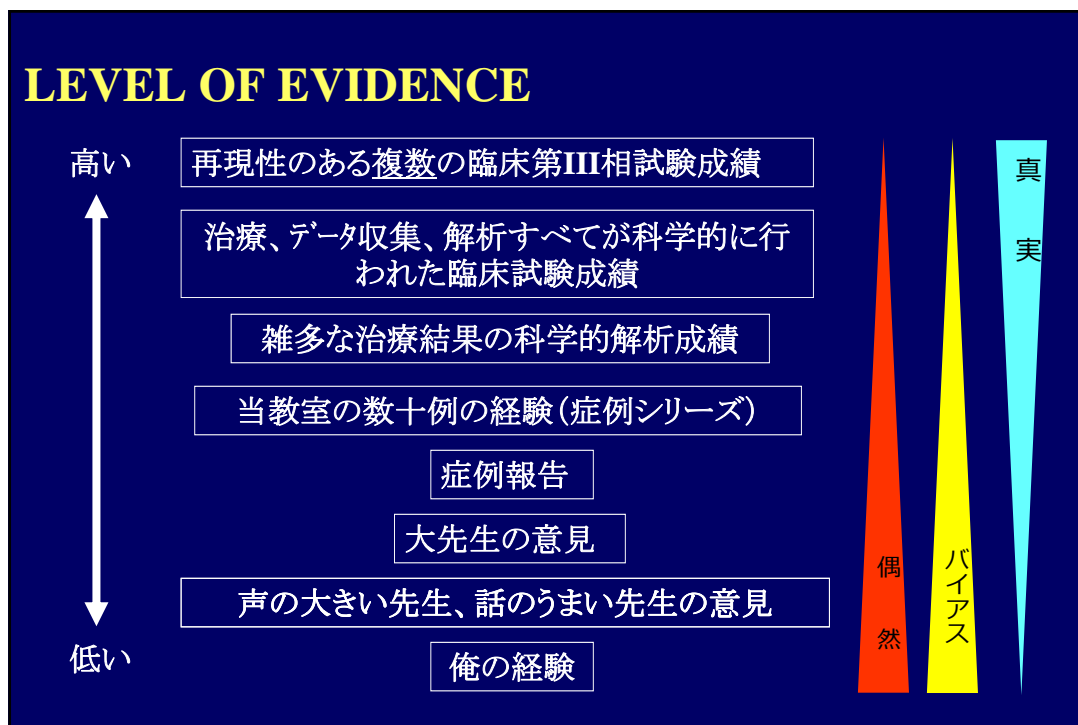 LEVEL OF EVIDENCE
高い
再現性のある複数の臨床第III相試験成績
治療、データ収集、解析すべてが科学的に行
われた臨床試験成績
雑多な治療結果の科学的解析成績
当教室の数十例の経験(症例シリーズ)
症例報告
大先生の意見
声の大きい先生、話のうまい先生の意見
低い
俺の経験
偶然
バイアス
真実